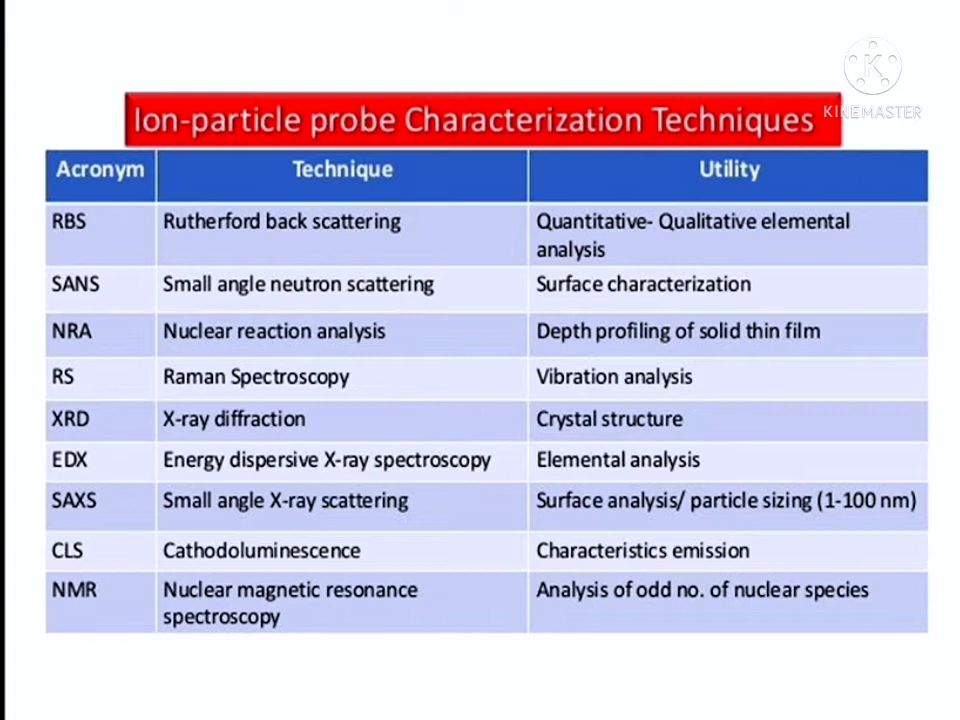 K
KINEMASTER
Ion-particle probe Characterization Techniques
Acronym Technique Utility
RBS Rutherford back scattering Quantitative- Qualitative elemental
analysis
SANS Small angle neutron scattering Surface characterization
NRA Nuclear reaction analysis Depth profiling of solid thin film
RS Raman Spectroscopy Vibration analysis
XRD X-ray diffraction Crystal structure
EDX Energy dispersive X-ray spectroscopy Elemental analysis
SAXS Small angle X-ray scattering Surface analysis/ particle sizing (1-100 nm)
CLS Cathodoluminescence Characteristics emission
NMR Nuclear magnetic resonance Analysis of odd no. of nuclear species
spectroscopy